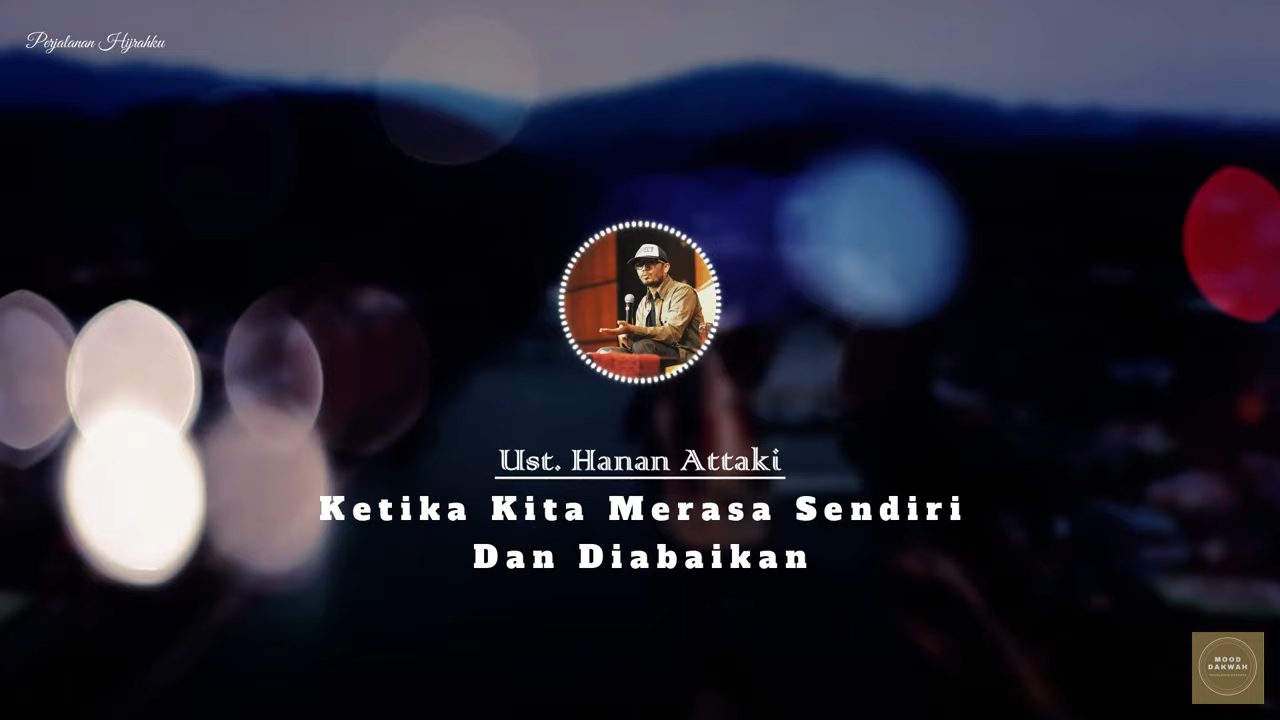 Perjalanan Hijrahku
Ust. Hanan Attaki
Ketika Kita Merasa Sendiri
Dan Diabaikan
MOOD
DAKWAH